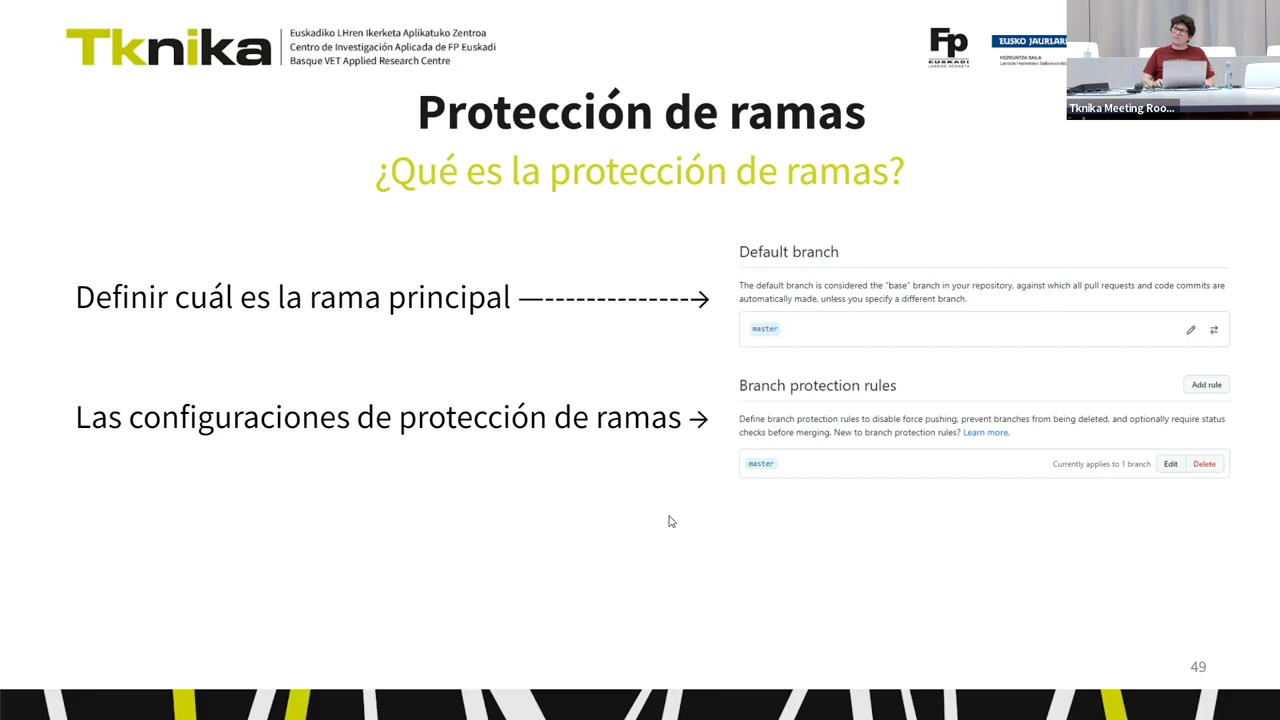 Tknika
Euskadiko LHren Ikerketa Aplikatuko Zentroa
Centro de Investigación Aplicada de FP Euskadi
Basque VET Applied Research Centre
Fp
EUSKADI
LANBIDE HEZIKETA
EUSKO JAURLAR
HEZKUNTZA SAILA
Tknika Meeting Roo...
Protección de ramas
¿Qué es la protección de ramas?
Definir cuál es la rama principal —--------------→
Las configuraciones de protección de ramas →
Default branch
The default branch is considered the "base" branch in your repository, against which all pull requests and code commits are
automatically made, unless you specify a different branch.
master
Branch protection rules
Add rule
Define branch protection rules to disable force pushing, prevent branches from being deleted, and optionally require status
checks before merging. New to branch protection rules? Learn more.
master
Currently applies to 1 branch
Edit
Delete
49